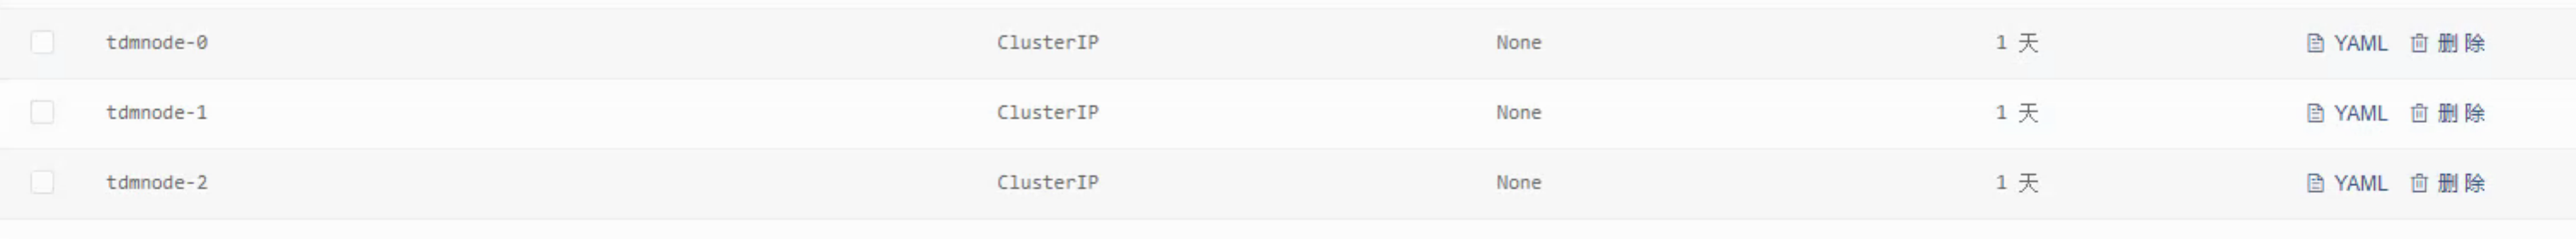 tdmnode-0 ClusterIP None 1 天 YAML 删除
tdmnode-1 ClusterIP None 1 天 YAML 删除
tdmnode-2 ClusterIP None 1 天 YAML 删除